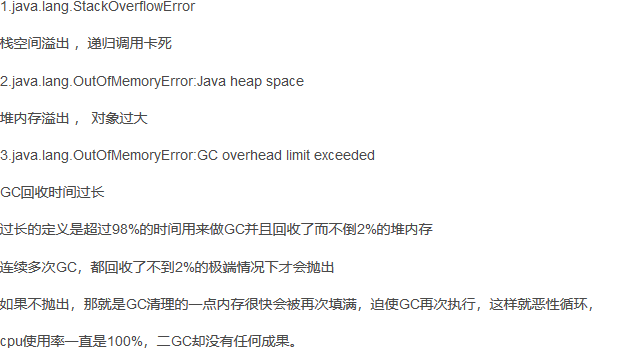 1.java.lang.StackOverflowError
栈空间溢出 ，递归调用卡死
2.java.lang.OutOfMemoryError:Java heap space
堆内存溢出 ， 对象过大
3.java.lang.OutOfMemoryError:GC overhead limit exceeded
GC回收时间过长
过长的定义是超过98%的时间用来做GC并且回收了而不倒2%的堆内存
连续多次GC，都回收了不到2%的极端情况下才会抛出
如果不抛出，那就是GC清理的一点内存很快会被再次填满，迫使GC再次执行，这样就恶性循环，
cpu使用率一直是100%，二GC却没有任何成果。